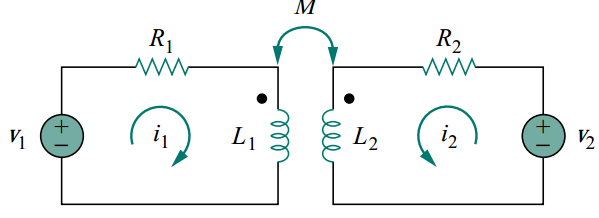 M
R₁ R₂
v₁ + − i₁ L₁ L₂ i₂ + − v₂